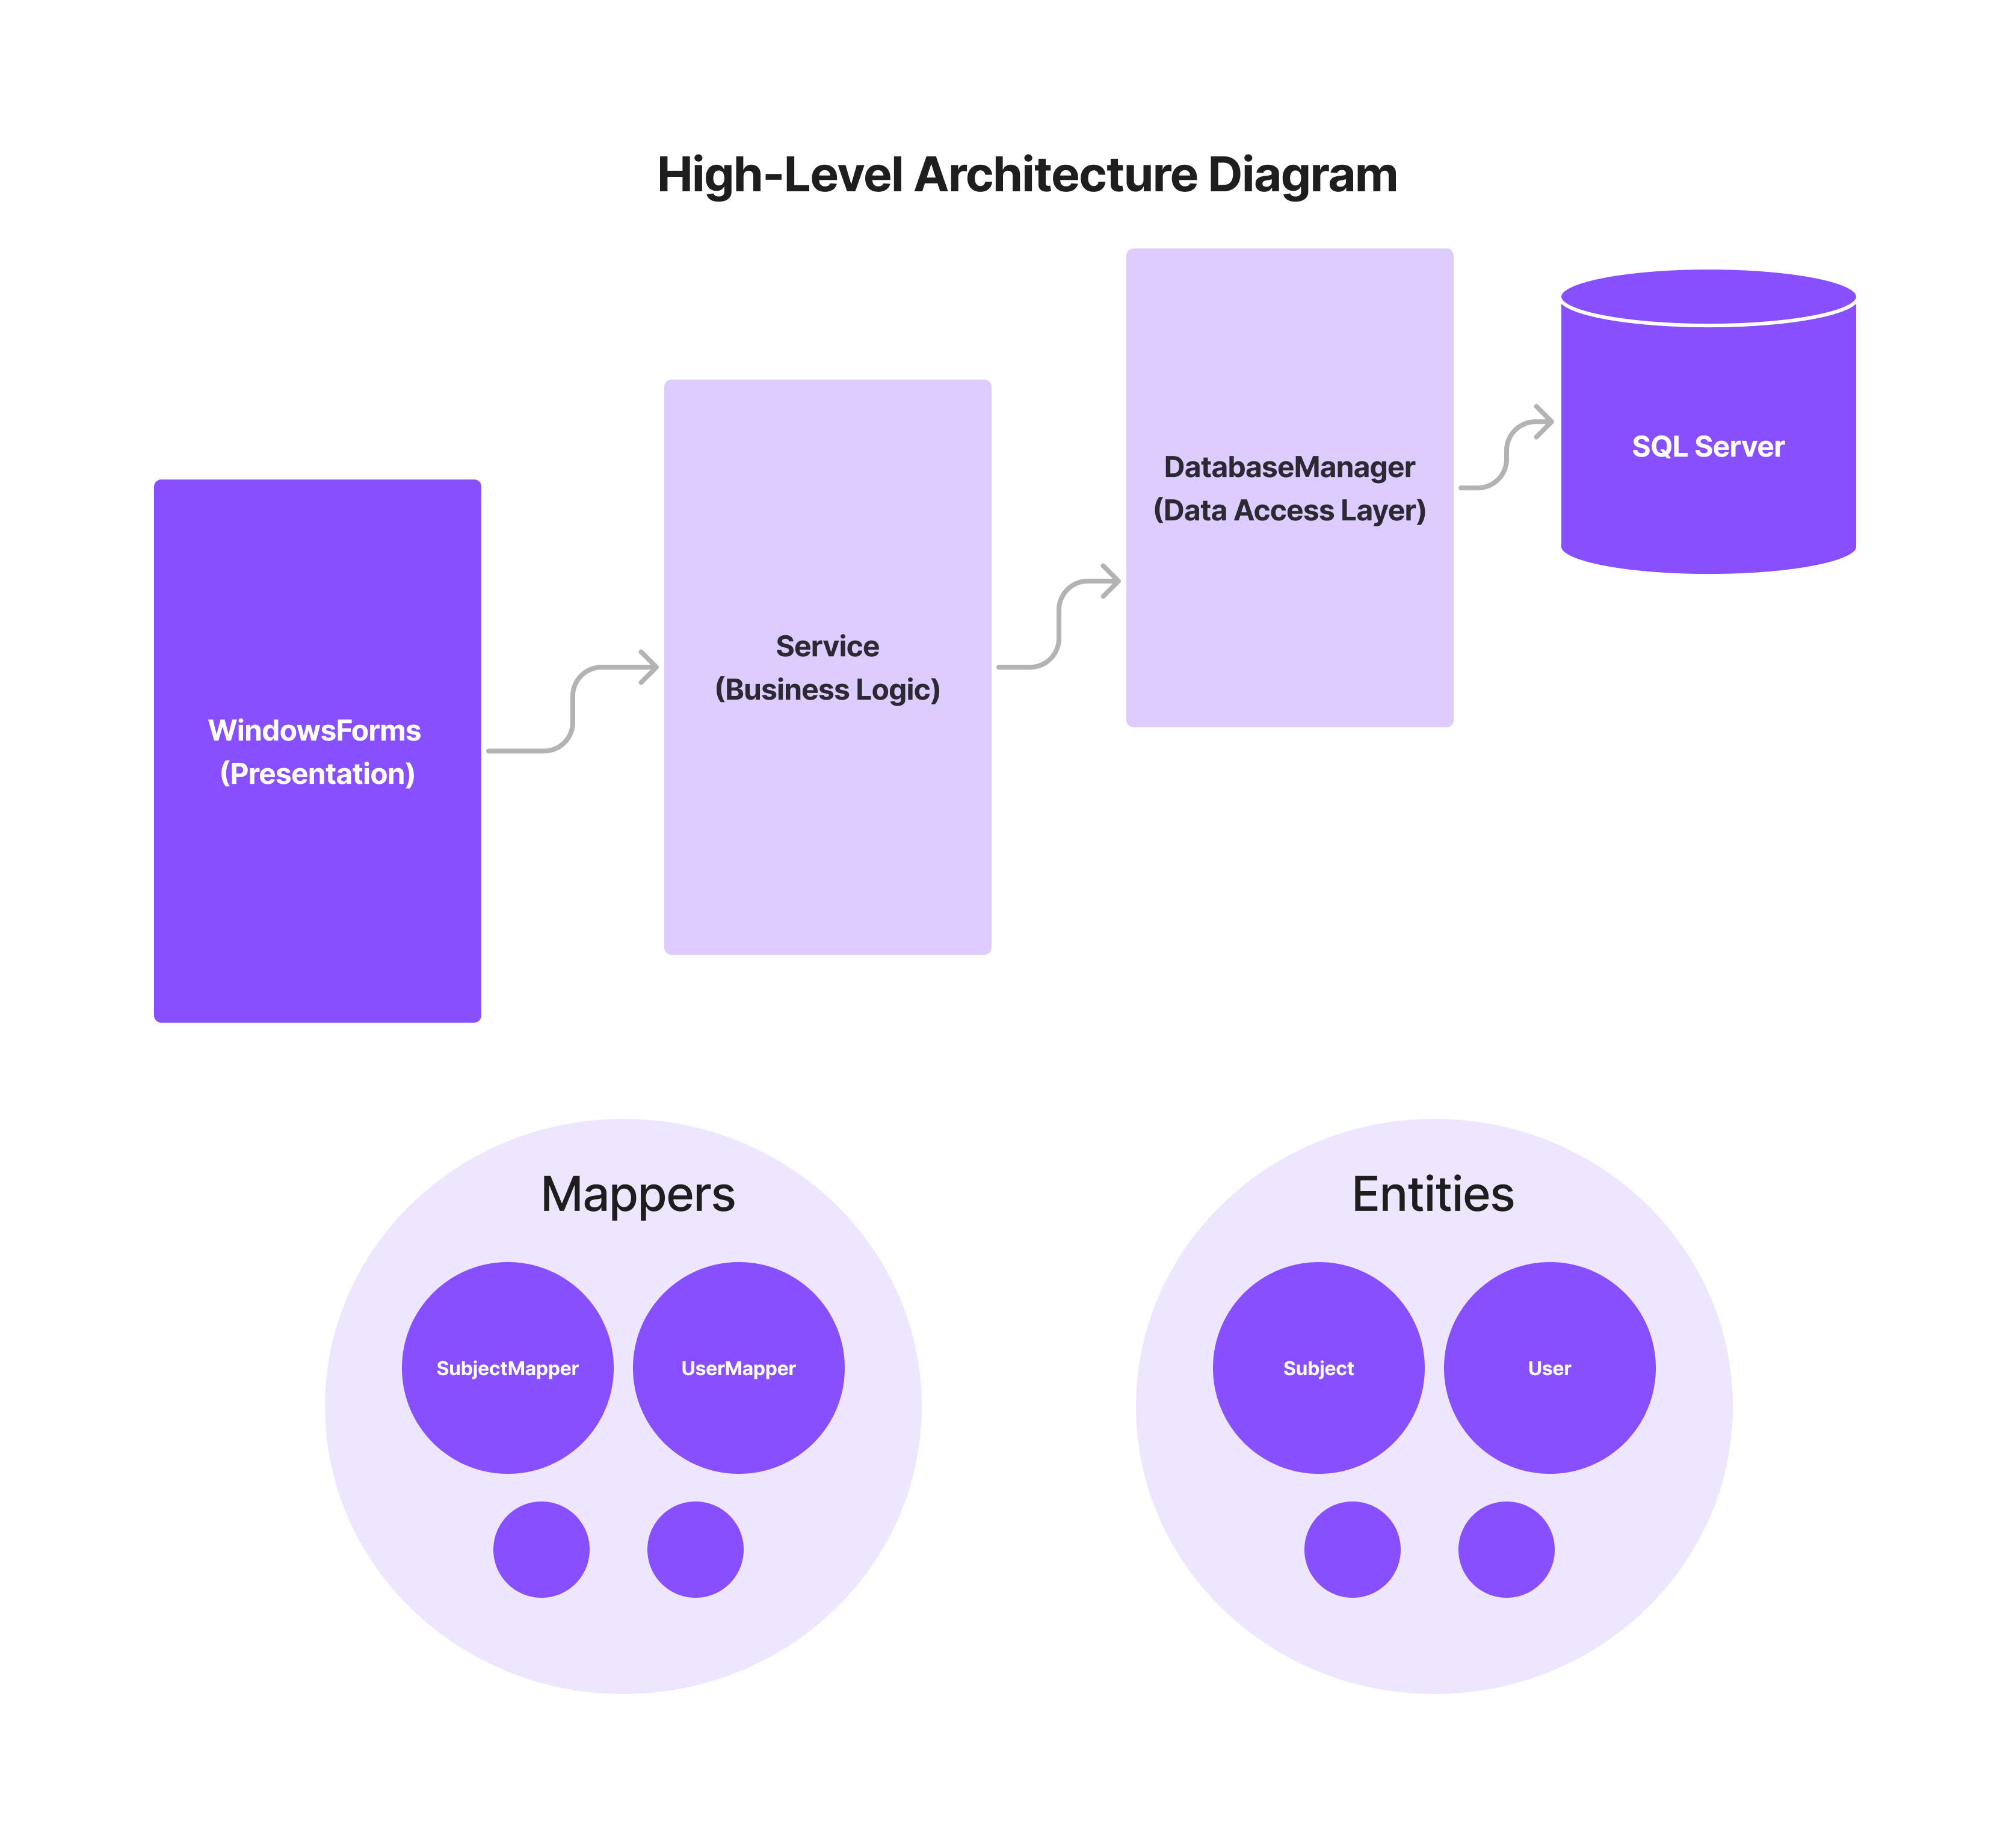 High-Level Architecture Diagram
WindowsForms
(Presentation)
Service
(Business Logic)
DatabaseManager
(Data Access Layer)
SQL Server
Mappers
SubjectMapper
UserMapper
Entities
Subject
User